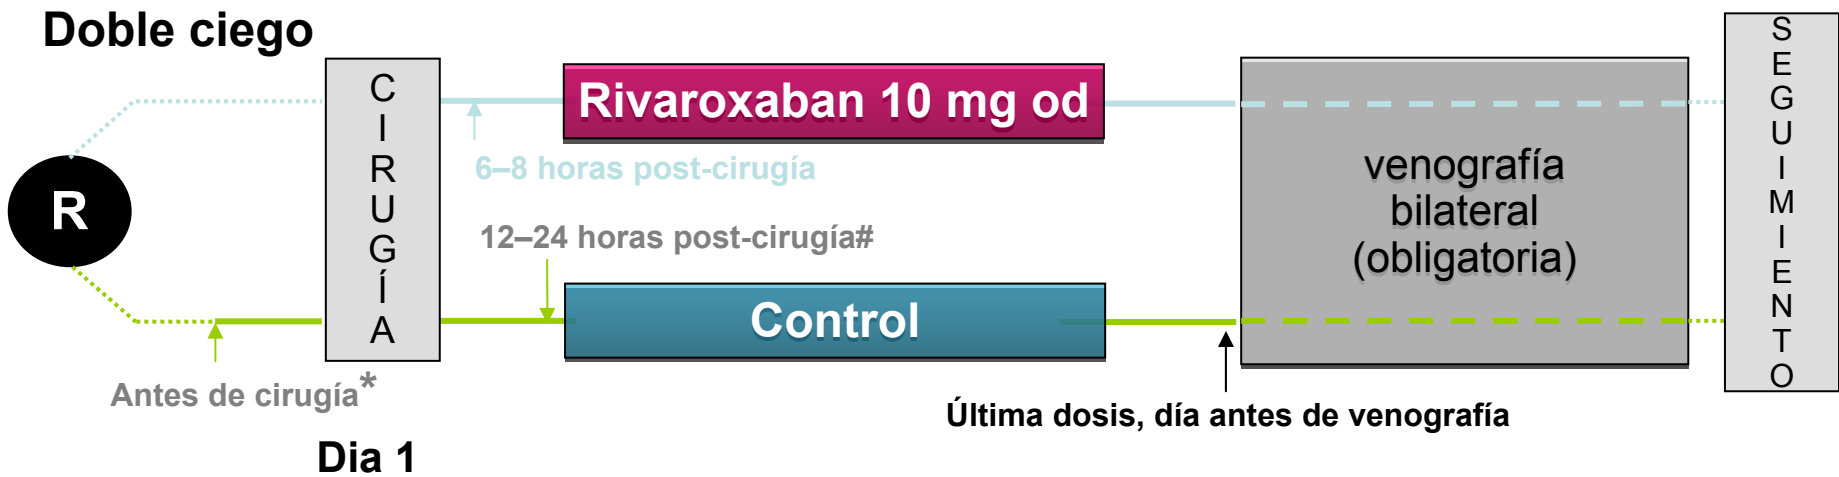 Doble ciego
R
CIRUGÍA
Rivaroxaban 10 mg od
6–8 horas post-cirugía
12–24 horas post-cirugía#
Control
Antes de cirugía*
Dia 1
venografía
bilateral
(obligatoria)
Última dosis, día antes de venografía
SEGUIMIENTO